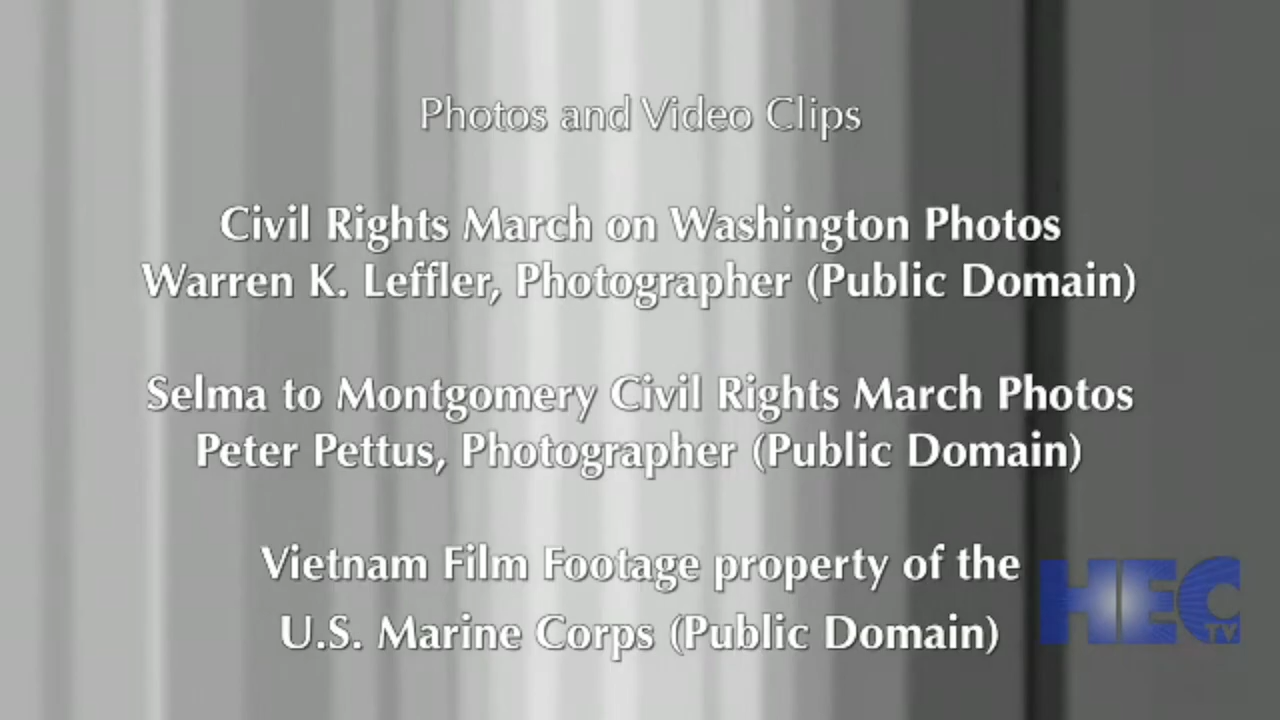 Photos and Video Clips
Civil Rights March on Washington Photos
Warren K. Leffler, Photographer (Public Domain)
Selma to Montgomery Civil Rights March Photos
Peter Pettus, Photographer (Public Domain)
Vietnam Film Footage property of the
U.S. Marine Corps (Public Domain)
HEC
TV